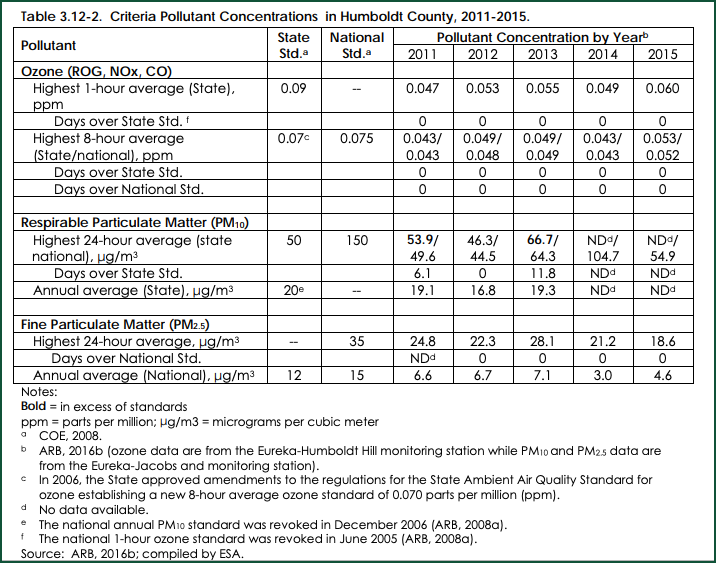 Table 3.12-2.  Criteria Pollutant Concentrations  in Humboldt County, 2011-2015.
Pollutant State Std.a National Std.a Pollutant Concentration by Yearb
2011 2012 2013 2014 2015
Ozone (ROG, NOx, CO)
Highest 1-hour average (State), ppm 0.09 -- 0.047 0.053 0.055 0.049 0.060
Days over State Std. f 0 0 0 0 0
Highest 8-hour average (State/national), ppm 0.07c 0.075 0.043/ 0.043 0.049/ 0.048 0.049/ 0.049 0.043/ 0.043 0.053/ 0.052
Days over State Std. 0 0 0 0 0
Days over National Std. 0 0 0 0 0
Respirable Particulate Matter (PM10)
Highest 24-hour average (state national), µg/m3 50 150 53.9/ 49.6 46.3/ 44.5 66.7/ 64.3 NDd/ 104.7 NDd/ 54.9
Days over State Std. 6.1 0 11.8 NDd NDd
Annual average (State), µg/m3 20e -- 19.1 16.8 19.3 NDd NDd
Fine Particulate Matter (PM2.5)
Highest 24-hour average, µg/m3 -- 35 24.8 22.3 28.1 21.2 18.6
Days over National Std. NDd 0 0 0 0
Annual average (National), µg/m3 12 15 6.6 6.7 7.1 3.0 4.6
Notes:
Bold = in excess of standards
ppm = parts per million; µg/m3 = micrograms per cubic meter
a COE, 2008.
b ARB, 2016b (ozone data are from the Eureka-Humboldt Hill monitoring station while PM10 and PM2.5 data are
from the Eureka-Jacobs and monitoring station).
c In 2006, the State approved amendments to the regulations for the State Ambient Air Quality Standard for
ozone establishing a new 8-hour average ozone standard of 0.070 parts per million (ppm).
d No data available.
e The national annual PM10 standard was revoked in December 2006 (ARB, 2008a).
f The national 1-hour ozone standard was revoked in June 2005 (ARB, 2008a).
Source:  ARB, 2016b; compiled by ESA.